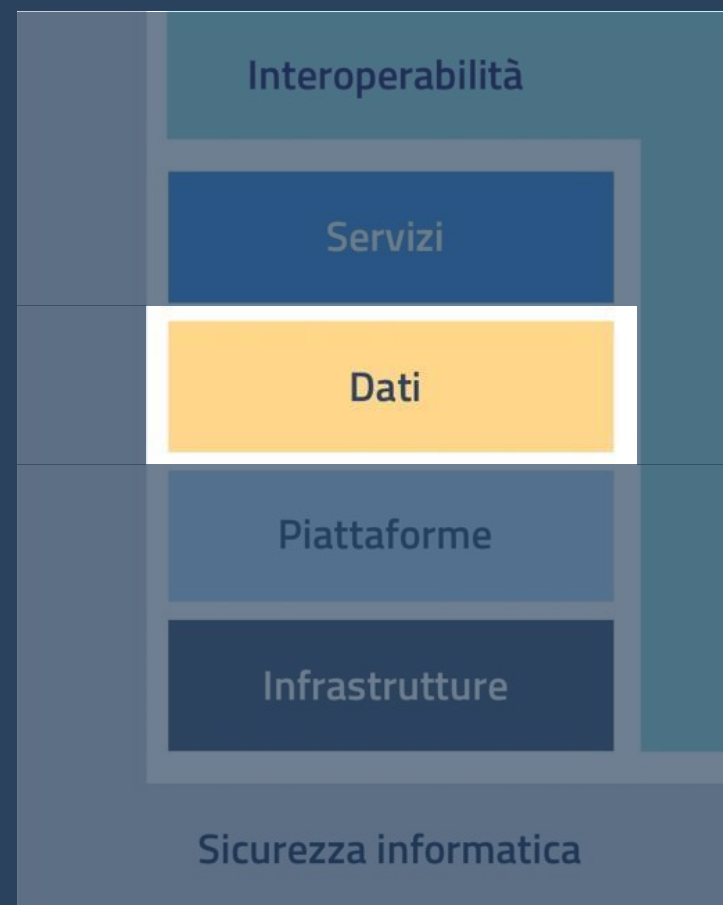 Interoperabilità
Servizi
Dati
Piattaforme
Infrastrutture
Sicurezza informatica